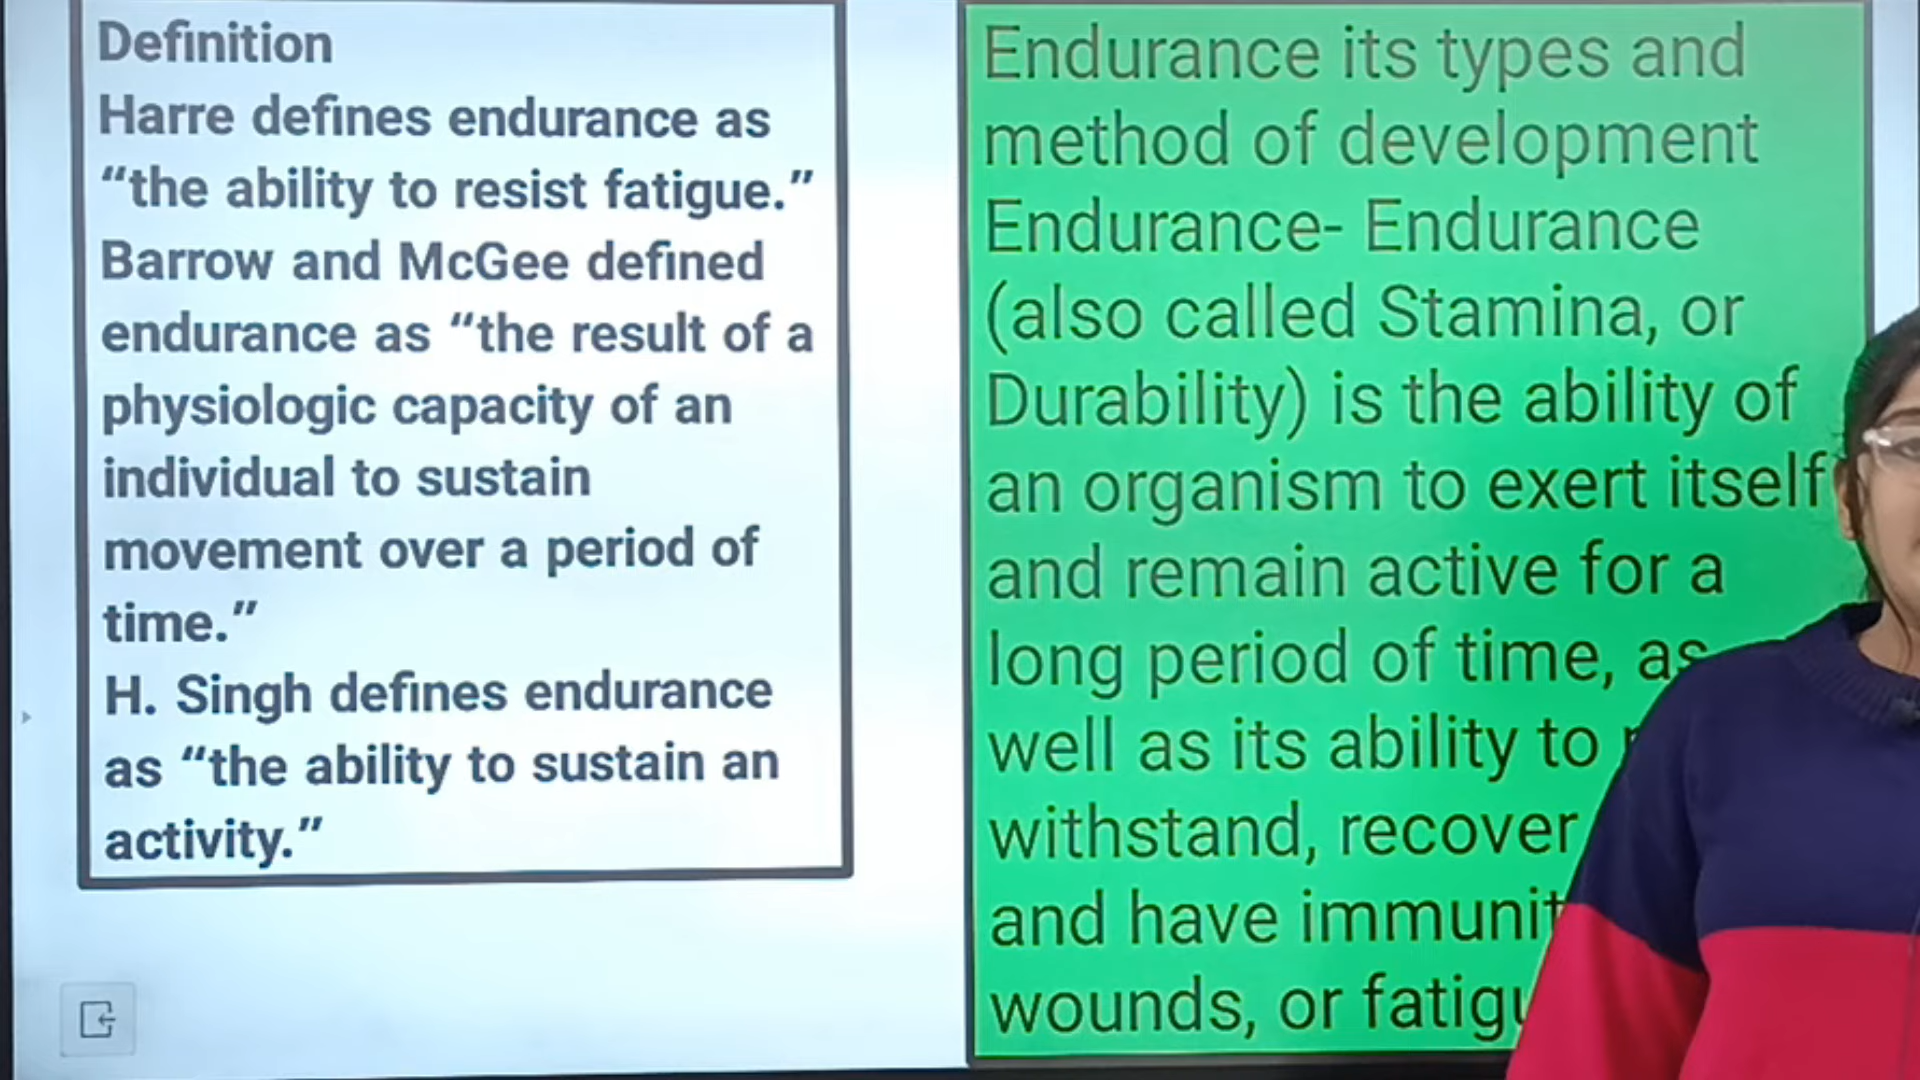 Definition
Harre defines endurance as
“the ability to resist fatigue.”
Barrow and McGee defined
endurance as “the result of a
physiologic capacity of an
individual to sustain
movement over a period of
time.”
H. Singh defines endurance
as “the ability to sustain an
activity.”
Endurance its types and
method of development
Endurance- Endurance
(also called Stamina, or
Durability) is the ability of
an organism to exert itself
and remain active for a
long period of time, as
well as its ability to
withstand, recover
and have
wounds, or